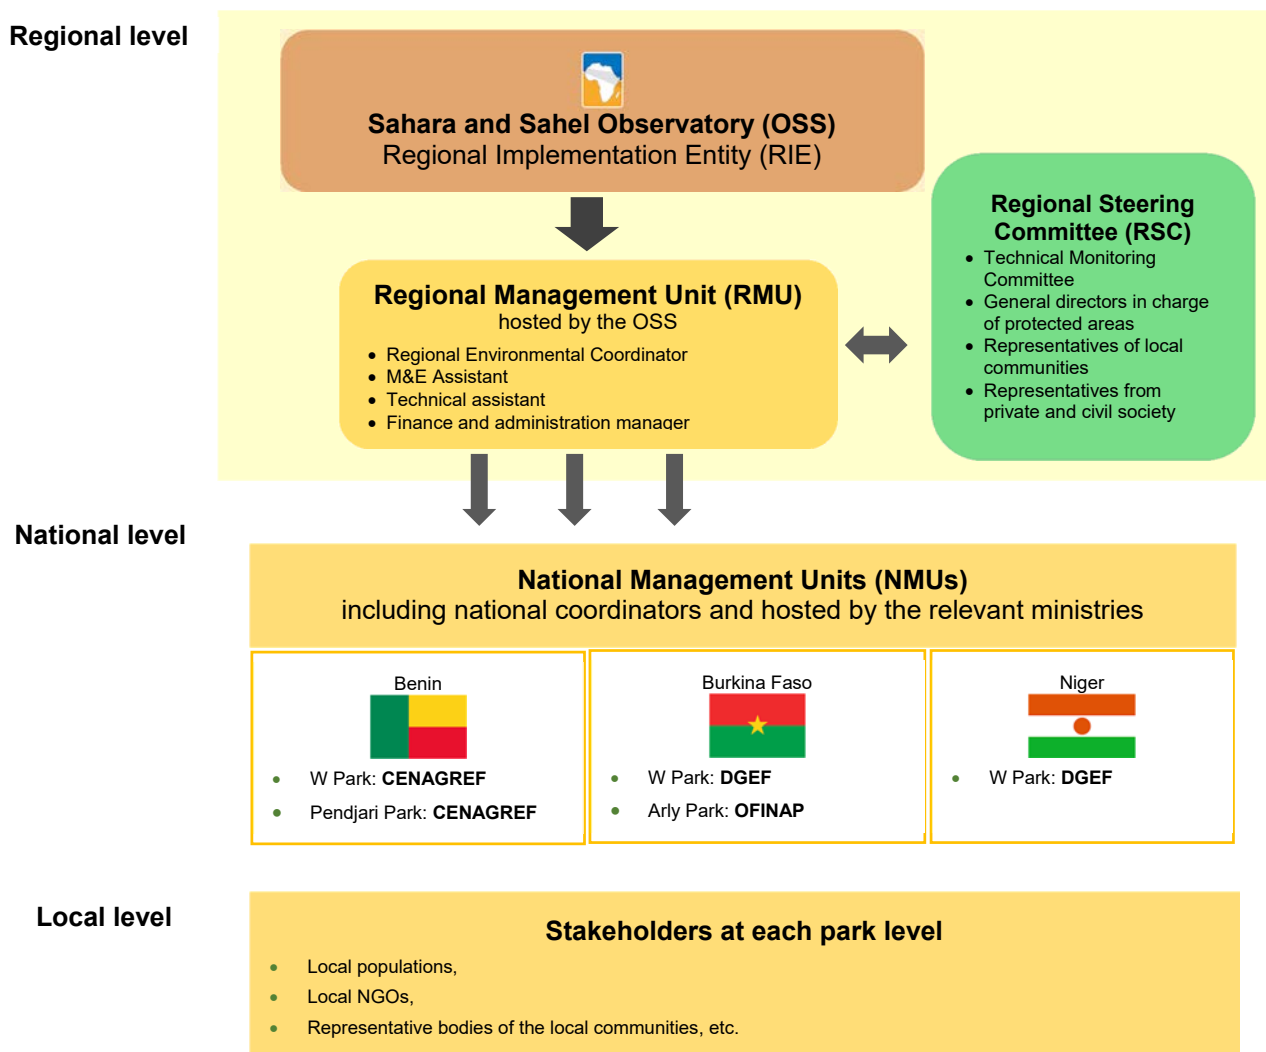 Regional level
Sahara and Sahel Observatory (OSS)
Regional Implementation Entity (RIE)
Regional Steering
Committee (RSC)
• Technical Monitoring
Committee
• General directors in charge
of protected areas
• Representatives of local
communities
• Representatives from
private and civil society
Regional Management Unit (RMU)
hosted by the OSS
• Regional Environmental Coordinator
• M&E Assistant
• Technical assistant
• Finance and administration manager
National level
National Management Units (NMUs)
including national coordinators and hosted by the relevant ministries
Benin
• W Park: CENAGREF
• Pendjari Park: CENAGREF
Burkina Faso
• W Park: DGEF
• Arly Park: OFINAP
Niger
• W Park: DGEF
Local level
Stakeholders at each park level
• Local populations,
• Local NGOs,
• Representative bodies of the local communities, etc.